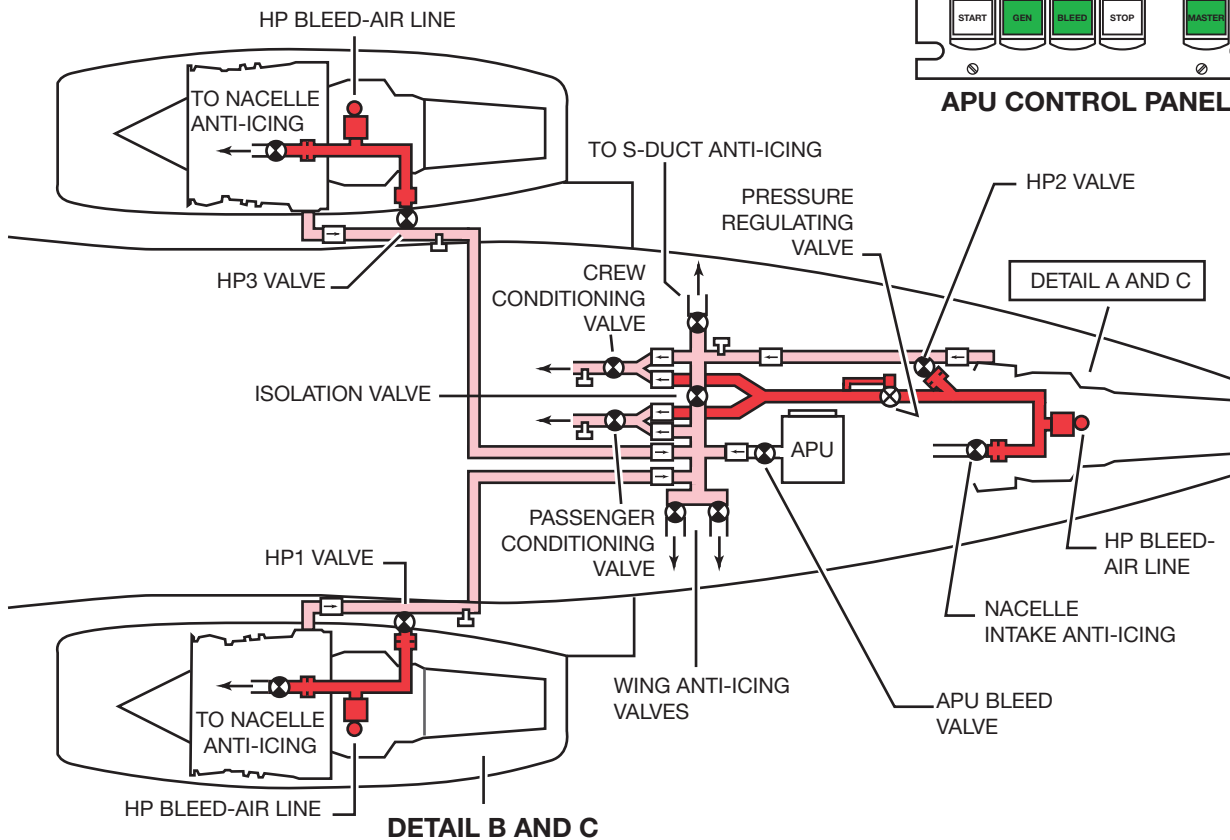 HP BLEED-AIR LINE
START
GEN
BLEED
STOP
MASTER
APU CONTROL PANEL
TO NACELLE
ANTI-ICING
TO S-DUCT ANTI-ICING
PRESSURE
REGULATING
VALVE
HP2 VALVE
HP3 VALVE
CREW
CONDITIONING
VALVE
DETAIL A AND C
ISOLATION VALVE
APU
PASSENGER
CONDITIONING
VALVE
HP1 VALVE
HP BLEED-
AIR LINE
NACELLE
INTAKE ANTI-ICING
WING ANTI-ICING
VALVES
APU BLEED
VALVE
TO NACELLE
ANTI-ICING
HP BLEED-AIR LINE
DETAIL B AND C